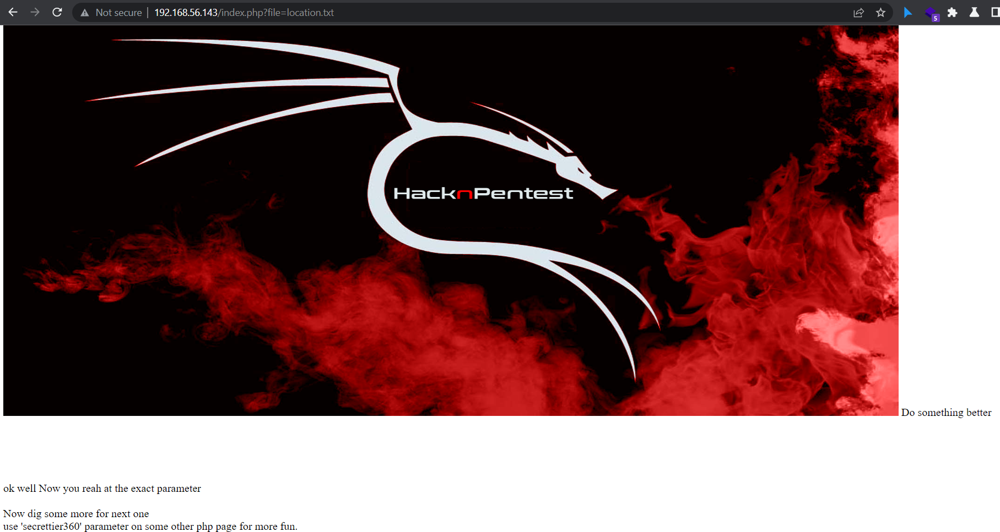 Not secure | 192.168.56.143/index.php?file=location.txt
5
HacknPentest
Do something better
ok well Now you reah at the exact parameter
Now dig some more for next one
use 'secrettier360' parameter on some other php page for more fun.